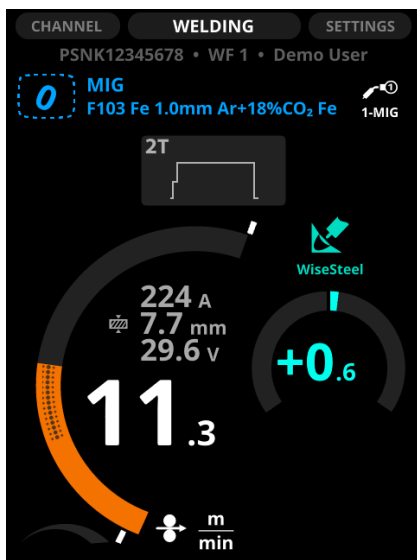 CHANNEL WELDING SETTINGS
PSNK12345678 • WF 1 • Demo User
0 MIG
F103 Fe 1.0mm Ar+18%CO₂ Fe
1
1-MIG
2T
WiseSteel
224 A
7.7 mm
29.6 V
+0.6
11.3
m
min